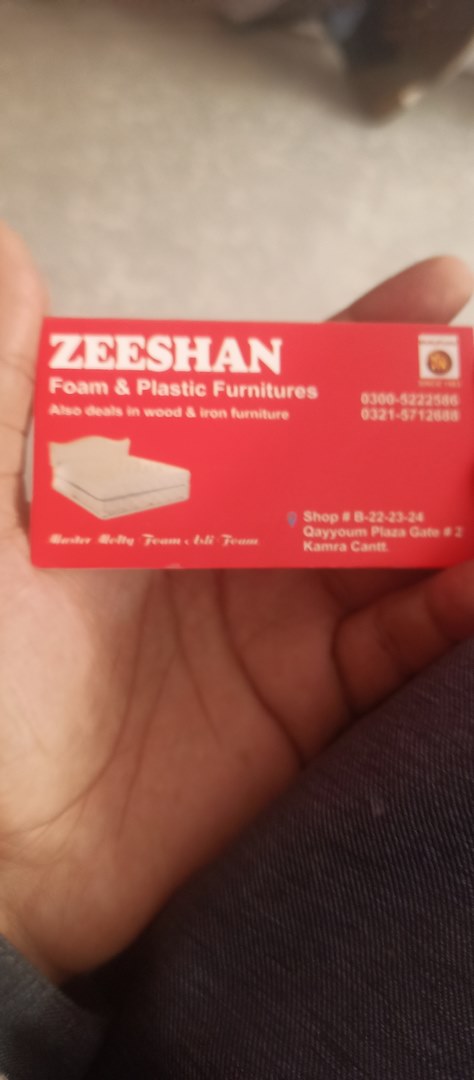 ZEESHAN
Foam & Plastic Furnitures
Also deals in wood & iron furniture
SINCE
0300-5222586
0321-5712688
Shop # B-22-23-24
Qayyoum Plaza Gate # 2
Kamra Cantt.
Master Molty Foam Asli Foam